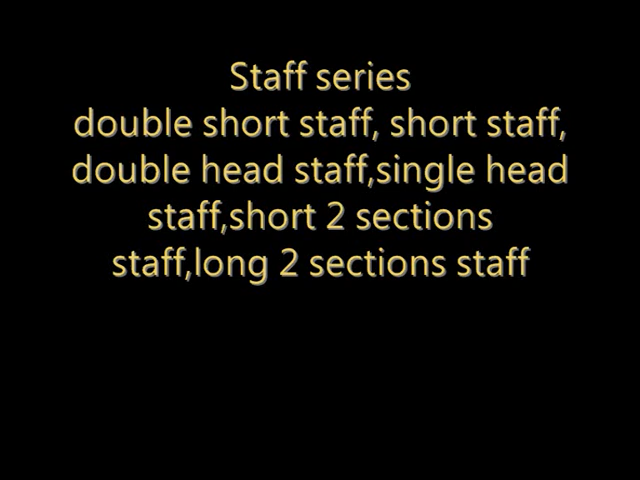 Staff series
double short staff, short staff,
double head staff,single head
staff,short 2 sections
staff,long 2 sections staff